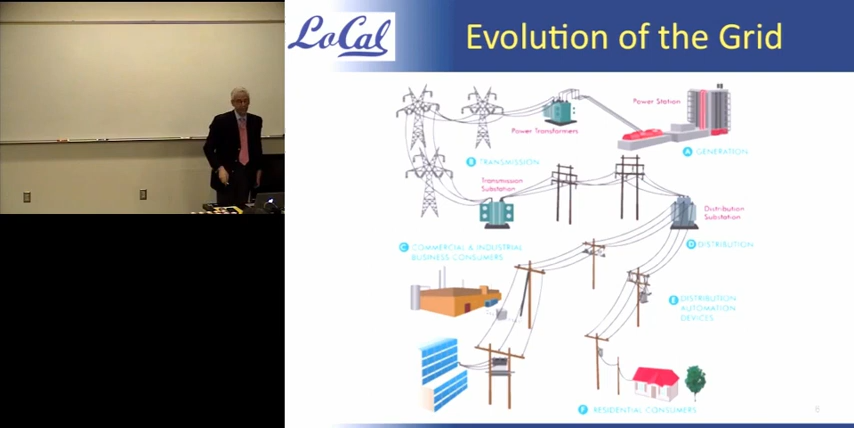 LoCal
Evolution of the Grid
Power Station
Power Transformers
A GENERATION
B TRANSMISSION
Transmission
Substation
Distribution
Substation
C COMMERCIAL & INDUSTRIAL
BUSINESS CONSUMERS
D DISTRIBUTION
E DISTRIBUTION
AUTOMATION
DEVICES
F RESIDENTIAL CONSUMERS
8